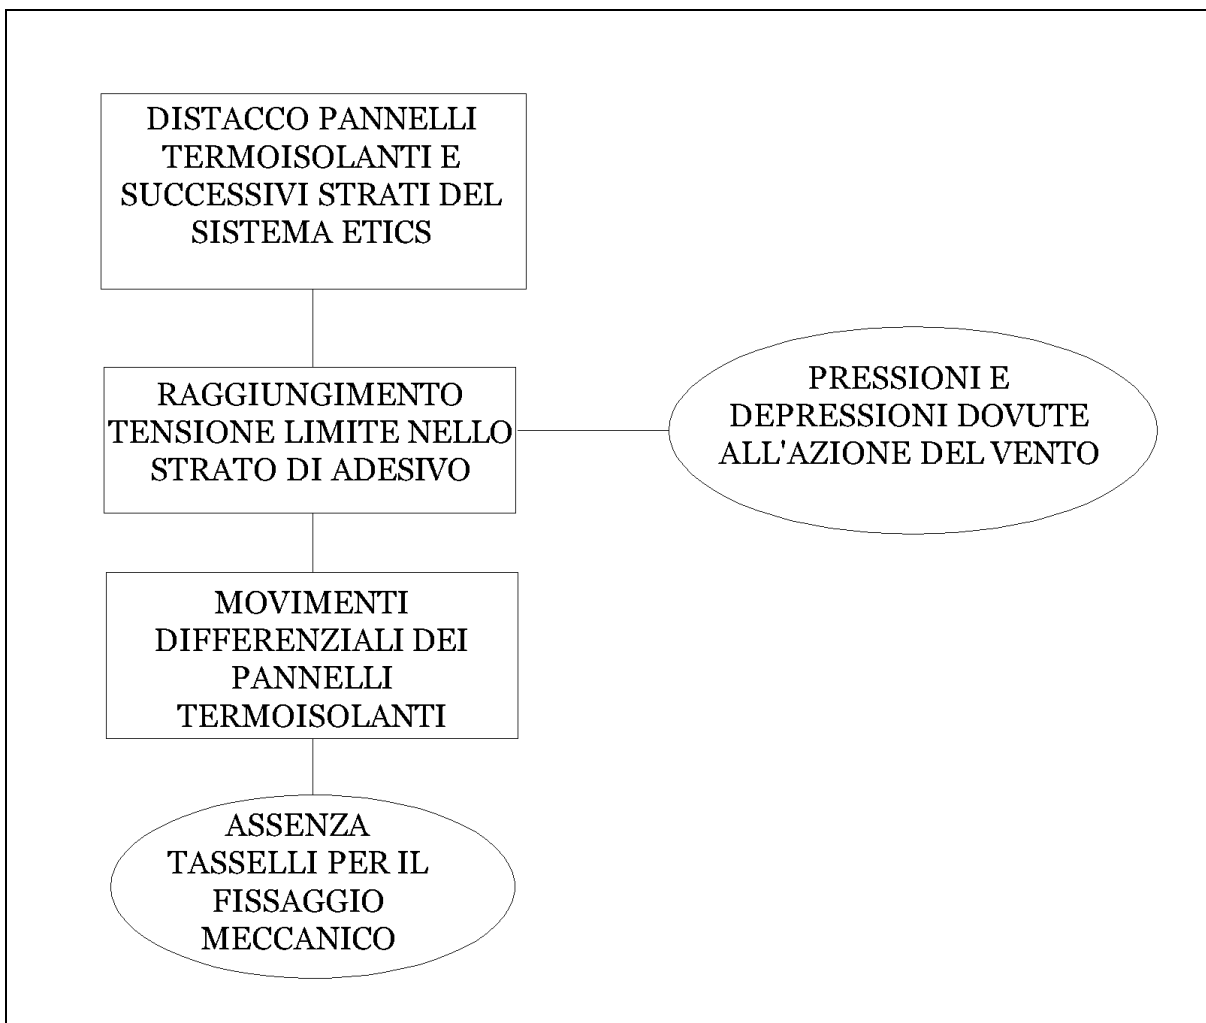 DISTACCO PANNELLI
TERMOISOLANTI E
SUCCESSIVI STRATI DEL
SISTEMA ETICS
RAGGIUNGIMENTO
TENSIONE LIMITE NELLO
STRATO DI ADESIVO
PRESSIONI E
DEPRESSIONI DOVUTE
ALL'AZIONE DEL VENTO
MOVIMENTI
DIFFERENZIALI DEI
PANNELLI
TERMOISOLANTI
ASSENZA
TASSELLI PER IL
FISSAGGIO
MECCANICO